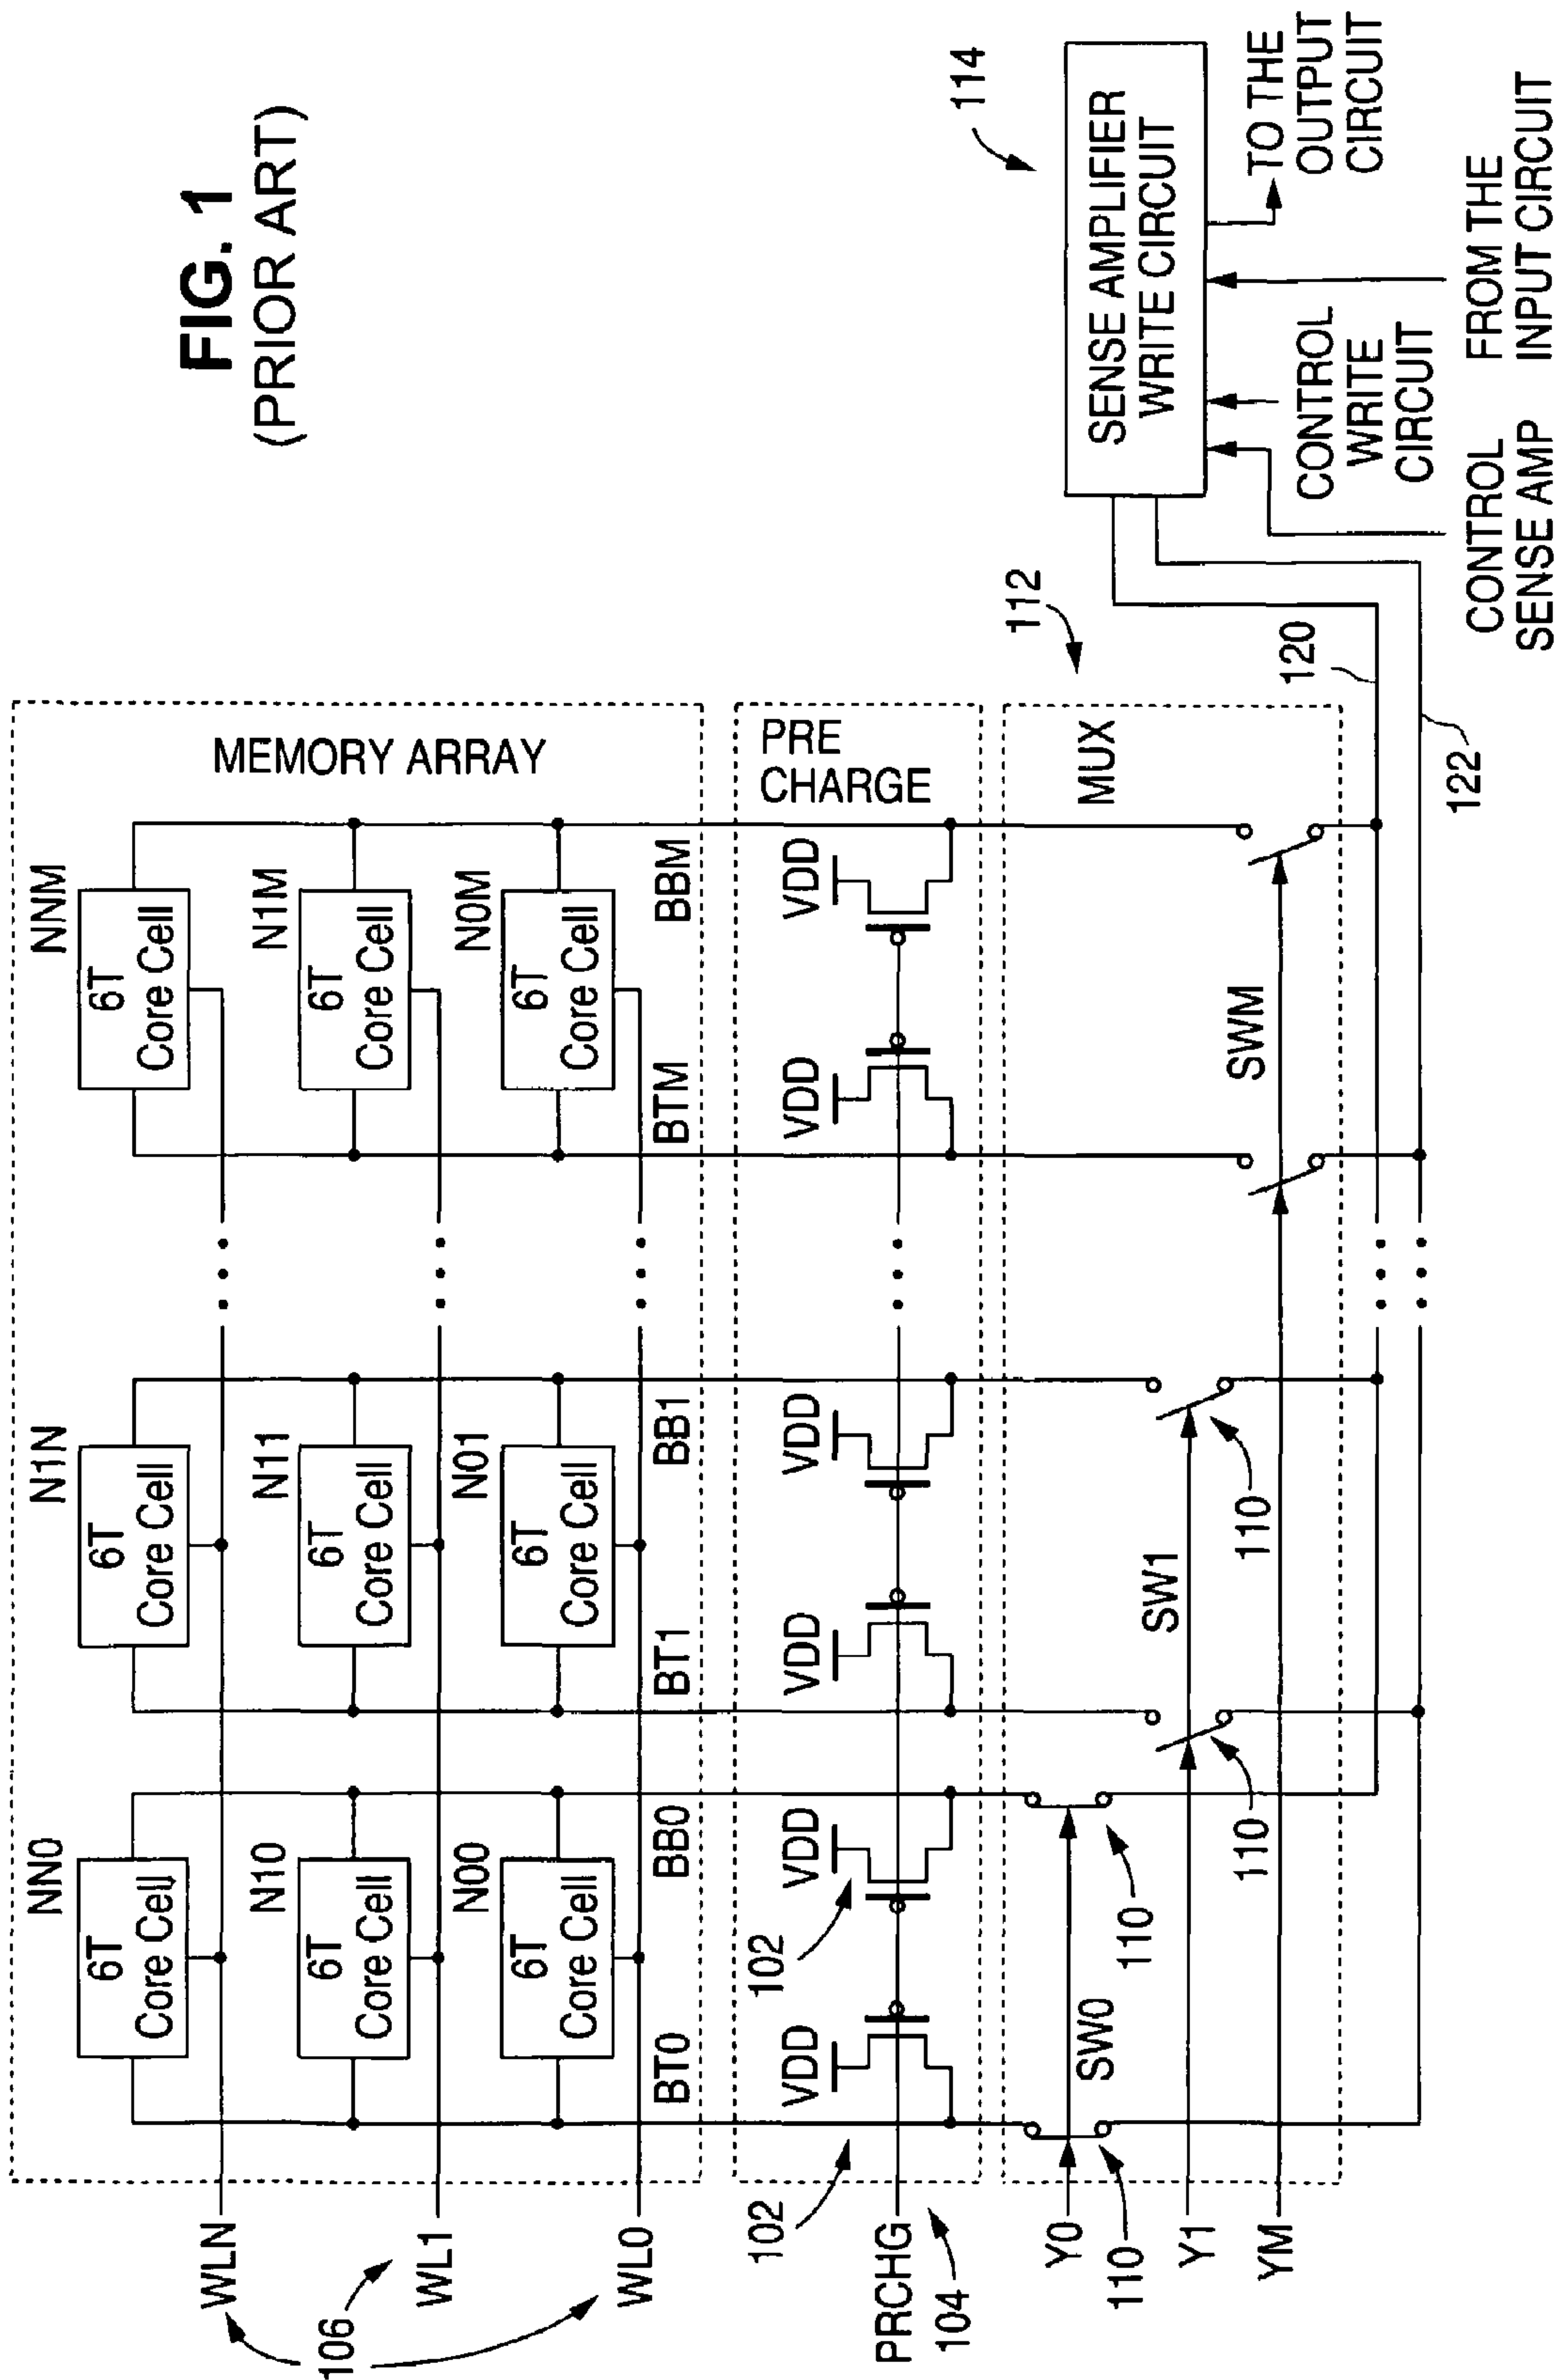 FIG. 1
(PRIOR ART)
MEMORY ARRAY
NN0
N1N
NNM
6T
Core Cell
6T
Core Cell
6T
Core Cell
WLN
N10
N11
N1M
6T
Core Cell
6T
Core Cell
6T
Core Cell
106
WL1
N00
N01
N0M
6T
Core Cell
6T
Core Cell
6T
Core Cell
WL0
BT0
BB0
BT1
BB1
BTM
BBM
PRE
CHARGE
102
102
VDD
VDD
VDD
VDD
VDD
VDD
PRCHG
104
MUX
112
Y0
SW0
110
110
Y1
SW1
110
110
YM
SWM
120
122
114
SENSE AMPLIFIER
WRITE CIRCUIT
TO THE
OUTPUT
CIRCUIT
CONTROL
WRITE
CIRCUIT
CONTROL
SENSE AMP
FROM THE
INPUT CIRCUIT